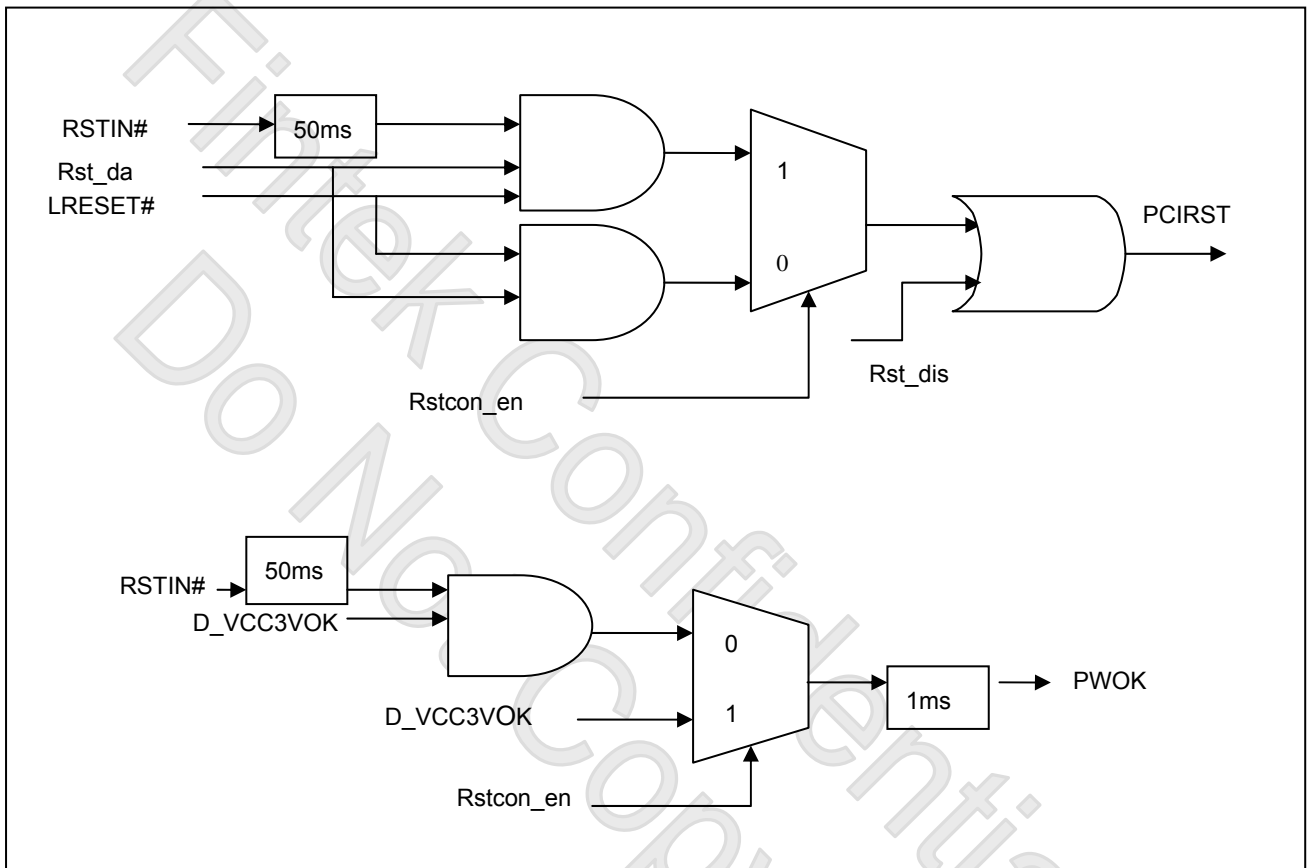 RSTIN#
50ms
Rst_da
LRESET#
1
0
PCIRST
Rst_dis
Rstcon_en
RSTIN#
50ms
D_VCC3VOK
0
D_VCC3VOK
1
1ms
PWOK
Rstcon_en
Fintek Confidential
Do Not Copy